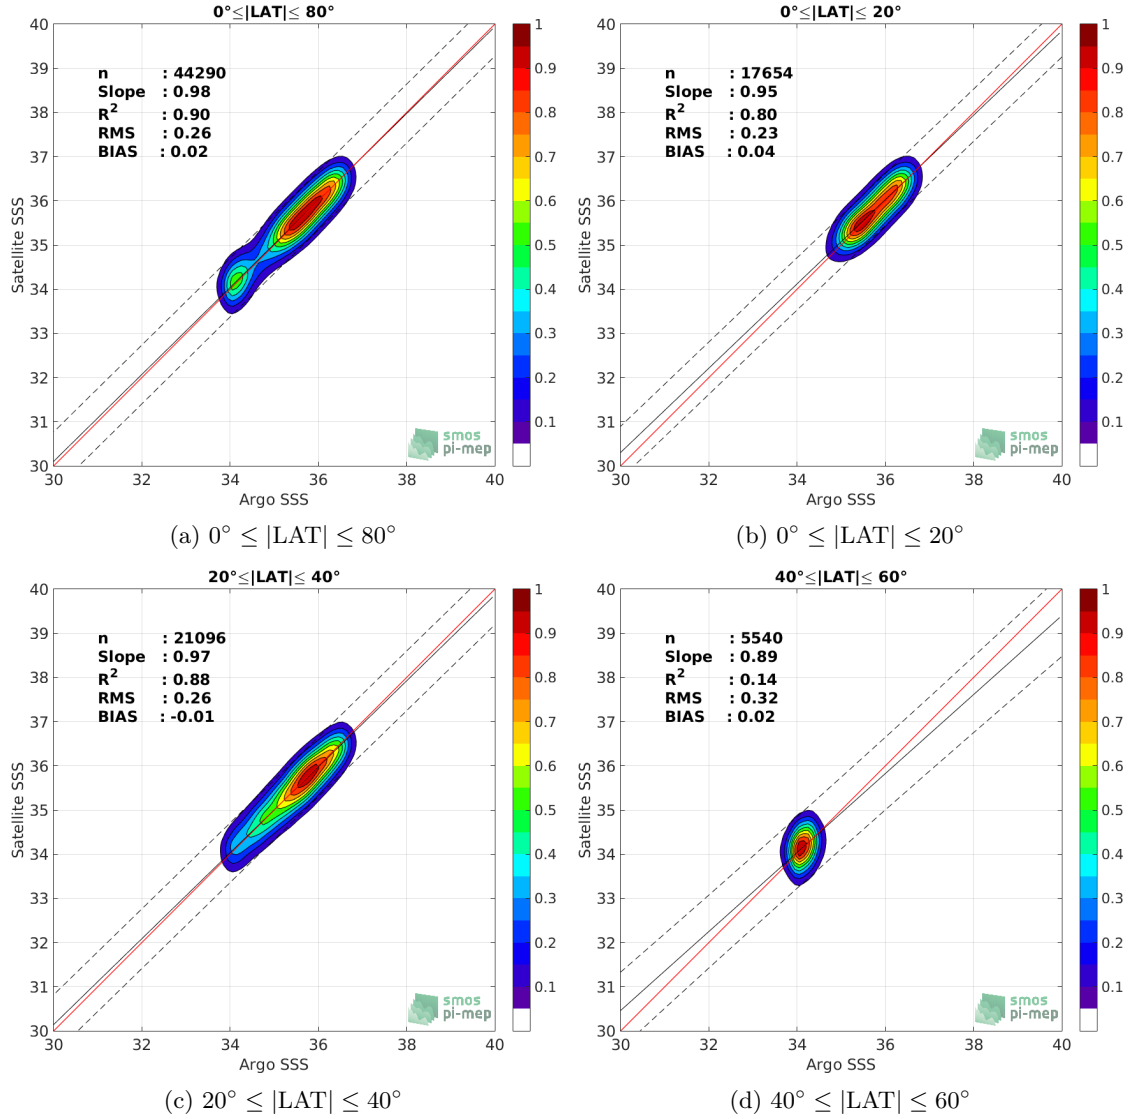 0°≤|LAT|≤ 80°
40
39
38
37
36
35
34
33
32
31
30
Satellite SSS
n : 44290
Slope : 0.98
R² : 0.90
RMS : 0.26
BIAS : 0.02
smos
pi-mep
30 32 34 36 38 40
Argo SSS
1
0.9
0.8
0.7
0.6
0.5
0.4
0.3
0.2
0.1
(a) 0° ≤ |LAT| ≤ 80°
0°≤|LAT|≤ 20°
40
39
38
37
36
35
34
33
32
31
30
Satellite SSS
n : 17654
Slope : 0.95
R² : 0.80
RMS : 0.23
BIAS : 0.04
smos
pi-mep
30 32 34 36 38 40
Argo SSS
1
0.9
0.8
0.7
0.6
0.5
0.4
0.3
0.2
0.1
(b) 0° ≤ |LAT| ≤ 20°
20°≤|LAT|≤ 40°
40
39
38
37
36
35
34
33
32
31
30
Satellite SSS
n : 21096
Slope : 0.97
R² : 0.88
RMS : 0.26
BIAS : -0.01
smos
pi-mep
30 32 34 36 38 40
Argo SSS
1
0.9
0.8
0.7
0.6
0.5
0.4
0.3
0.2
0.1
(c) 20° ≤ |LAT| ≤ 40°
40°≤|LAT|≤ 60°
40
39
38
37
36
35
34
33
32
31
30
Satellite SSS
n : 5540
Slope : 0.89
R² : 0.14
RMS : 0.32
BIAS : 0.02
smos
pi-mep
30 32 34 36 38 40
Argo SSS
1
0.9
0.8
0.7
0.6
0.5
0.4
0.3
0.2
0.1
(d) 40° ≤ |LAT| ≤ 60°